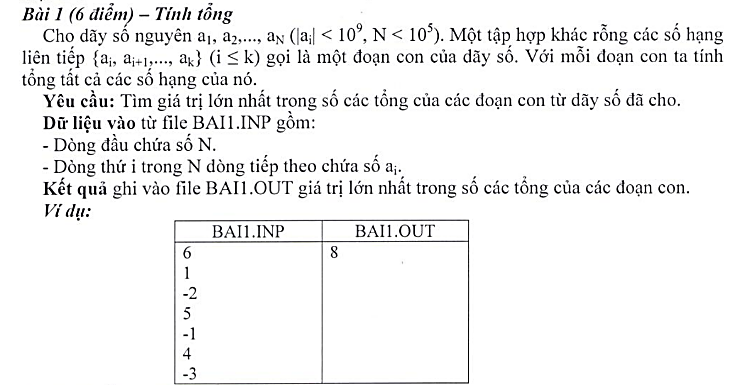 Bài 1 (6 điểm) – Tính tổng
Cho dãy số nguyên a₁, a₂,..., a_N (|aᵢ| < 10⁹, N < 10⁵). Một tập hợp khác rỗng các số hạng
liên tiếp {aᵢ, aᵢ₊₁,..., aₖ} (i ≤ k) gọi là một đoạn con của dãy số. Với mỗi đoạn con ta tính
tổng tất cả các số hạng của nó.
Yêu cầu: Tìm giá trị lớn nhất trong số các tổng của các đoạn con từ dãy số đã cho.
Dữ liệu vào từ file BAI1.INP gồm:
- Dòng đầu chứa số N.
- Dòng thứ i trong N dòng tiếp theo chứa số aᵢ.
Kết quả ghi vào file BAI1.OUT giá trị lớn nhất trong số các tổng của các đoạn con.
Ví dụ:
BAI1.INP BAI1.OUT
6 8
1
-2
5
-1
4
-3